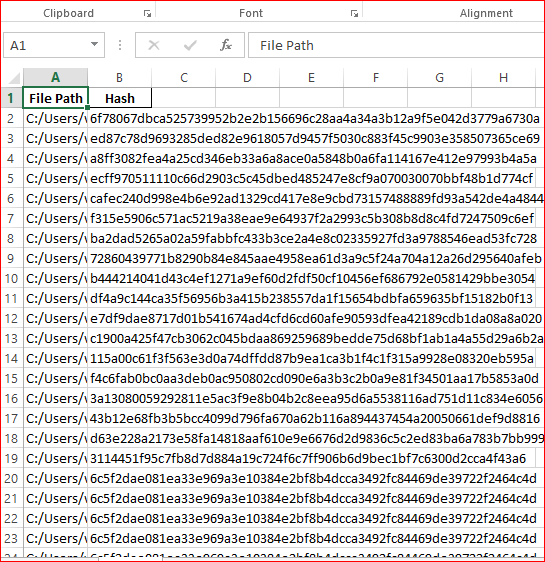 Clipboard Font Alignment
A1 fx File Path
A B C D E F G H
1 File Path Hash
2 C:/Users/v 6f78067dbca525739952b2e2b156696c28aa4a34a3b12a9f5e042d3779a6730a
3 C:/Users/v ed87c78d9693285ded82e9618057d9457f5030c883f45c9903e358507365ce69
4 C:/Users/v a8ff3082fea4a25cd346eb33a6a8ace0a5848b0a6fa114167e412e97993b4a5a
5 C:/Users/v ecff970511110c66d2903c5c45dbed485247e8cf9a070030070bbf48b1d774cf
6 C:/Users/v cafec240d998e4b6e92ad1329cd417e8e9cbd73157488889fd93a542de4a4844
7 C:/Users/v f315e5906c571ac5219a38eae9e64937f2a2993c5b308b8d8c4fd7247509c6ef
8 C:/Users/v ba2dad5265a02a59fabbfc433b3ce2a4e8c02335927fd3a9788546ead53fc728
9 C:/Users/v 72860439771b8290b84e845aae4958ea61d3a9c5f24a704a12a26d295640afeb
10 C:/Users/v b444214041d43c4ef1271a9ef60d2fdf50cf10456ef686792e0581429bbe3054
11 C:/Users/v df4a9c144ca35f56956b3a415b238557da1f15654bdbfa659635bf15182b0f13
12 C:/Users/v e7df9dae8717d01b541674ad4cfd6cd60afe90593dfea42189cdb1da08a8a020
13 C:/Users/v c1900a425f47cb3062c045bdaa869259689bedde75d68bf1ab1a4a55d29a6b2a
14 C:/Users/v 115a00c61f3f563e3d0a74dffdd87b9ea1ca3b1f4c1f315a9928e08320eb595a
15 C:/Users/v f4c6fab0bc0aa3deb0ac950802cd090e6a3b3c2b0a9e81f34501aa17b5853a0d
16 C:/Users/v 3a13080059292811e5ac3f9e8b04b2c8eea95d6a5538116ad751d11c834e6056
17 C:/Users/v 43b12e68fb3b5bcc4099d796fa670a62b116a894437454a20050661def9d8816
18 C:/Users/v d63e228a2173e58fa14818aaf610e9e6676d2d9836c5c2ed83ba6a783b7bb999
19 C:/Users/v 3114451f95c7fb8d7d884a19c724f6c7ff906b6d9bec1bf7c6300d2cca4f43a6
20 C:/Users/v 6c5f2dae081ea33e969a3e10384e2bf8b4dcca3492fc84469de39722f2464c4d
21 C:/Users/v 6c5f2dae081ea33e969a3e10384e2bf8b4dcca3492fc84469de39722f2464c4d
22 C:/Users/v 6c5f2dae081ea33e969a3e10384e2bf8b4dcca3492fc84469de39722f2464c4d
23 C:/Users/v 6c5f2dae081ea33e969a3e10384e2bf8b4dcca3492fc84469de39722f2464c4d